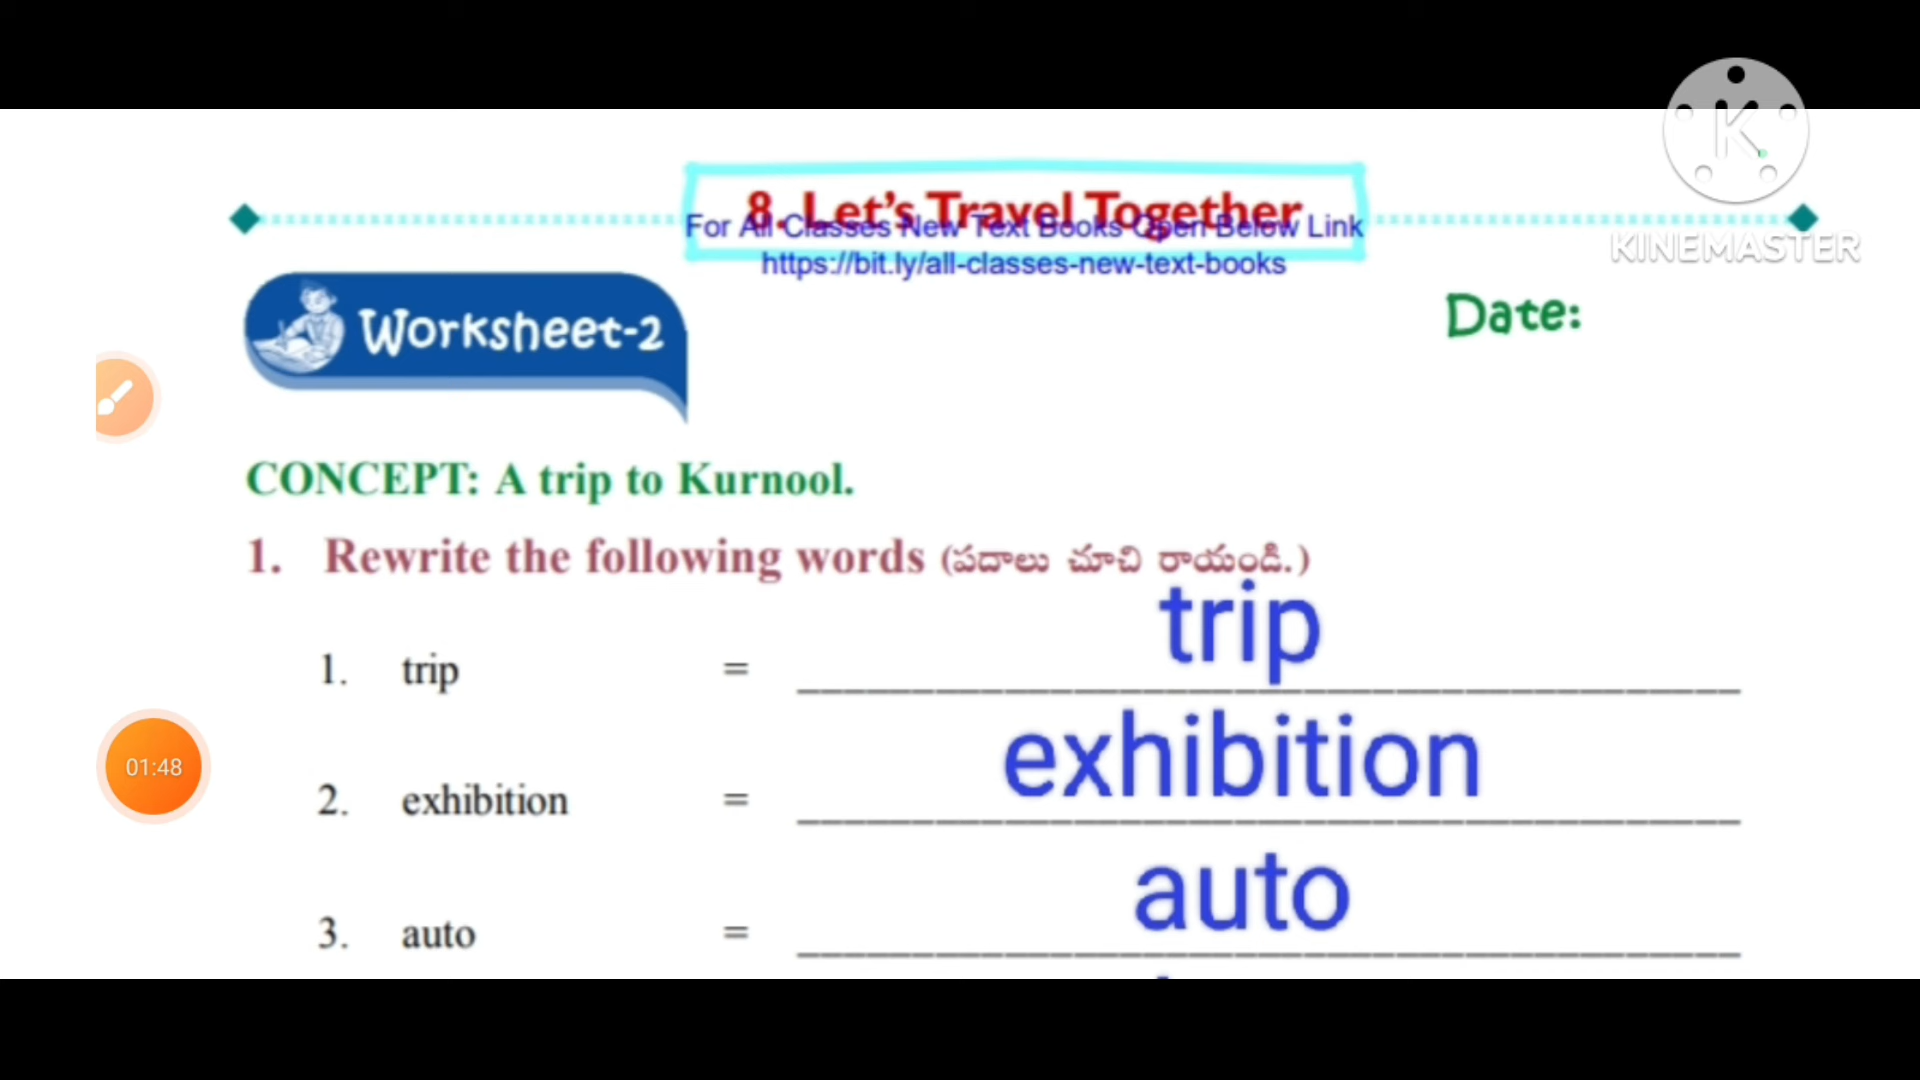 8. Let's Travel Together
For All Classes New Text Books Open Below Link
https://bit.ly/all-classes-new-text-books
K
KINEMASTER
Worksheet-2
Date:
CONCEPT: A trip to Kurnool.
1. Rewrite the following words (పదాలు చూచి రాయండి.)
1. trip = trip
2. exhibition = exhibition
01:48
3. auto = auto